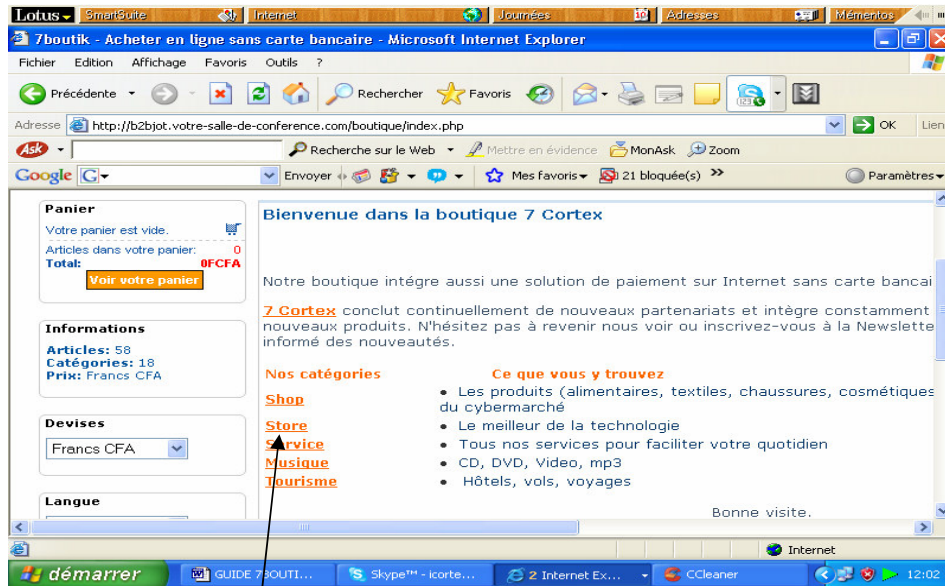 Lotus SmartSuite Internet Journées 10 Adresses Mémentos
7boutik - Acheter en ligne sans carte bancaire - Microsoft Internet Explorer
Fichier Edition Affichage Favoris Outils ?
Précédente Rechercher Favoris
Adresse http://b2bjot.votre-salle-de-conference.com/boutique/index.php OK Lien
Ask Recherche sur le Web Mettre en évidence MonAsk Zoom
Google G Envoyer Mes favoris 21 bloquée(s) >> Paramètres
Panier
Votre panier est vide.
Articles dans votre panier: 0
Total: 0FCFA
Voir votre panier
Informations
Articles: 58
Catégories: 18
Prix: Francs CFA
Devises
Francs CFA
Langue
Bienvenue dans la boutique 7 Cortex
Notre boutique intégre aussi une solution de paiement sur Internet sans carte bancai
7 Cortex conclut continuellement de nouveaux partenariats et intègre constamment
nouveaux produits. N'hésitez pas à revenir nous voir ou inscrivez-vous à la Newslette
informé des nouveautés.
Nos catégories Ce que vous y trouvez
Shop • Les produits (alimentaires, textiles, chaussures, cosmétiques
du cybermarché
Store • Le meilleur de la technologie
Service • Tous nos services pour faciliter votre quotidien
Musique • CD, DVD, Video, mp3
Tourisme • Hôtels, vols, voyages
Bonne visite.
Internet
démarrer GUIDE 7BOUTI... Skype™ - icorte... 2 Internet Ex... CCleaner 12:02